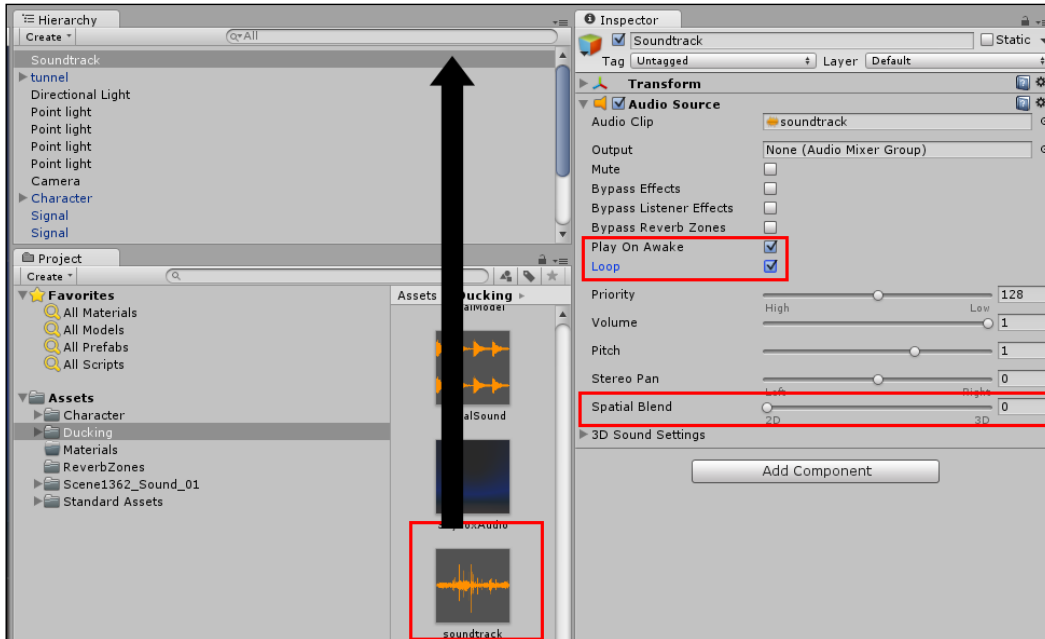 Hierarchy
Create
All
Soundtrack
tunnel
Directional Light
Point light
Point light
Point light
Point light
Camera
Character
Signal
Signal
Project
Create
Favorites
All Materials
All Models
All Prefabs
All Scripts
Assets
Character
Ducking
Materials
ReverbZones
Scene1362_Sound_01
Standard Assets
Assets
Ducking
soundtrack
Inspector
Soundtrack
Static
Tag Untagged Layer Default
Transform
Audio Source
Audio Clip soundtrack
Output None (Audio Mixer Group)
Mute
Bypass Effects
Bypass Listener Effects
Bypass Reverb Zones
Play On Awake
Loop
Priority 128
High Low
Volume 1
Pitch 1
Stereo Pan 0
Left Right
Spatial Blend 0
2D 3D
3D Sound Settings
Add Component